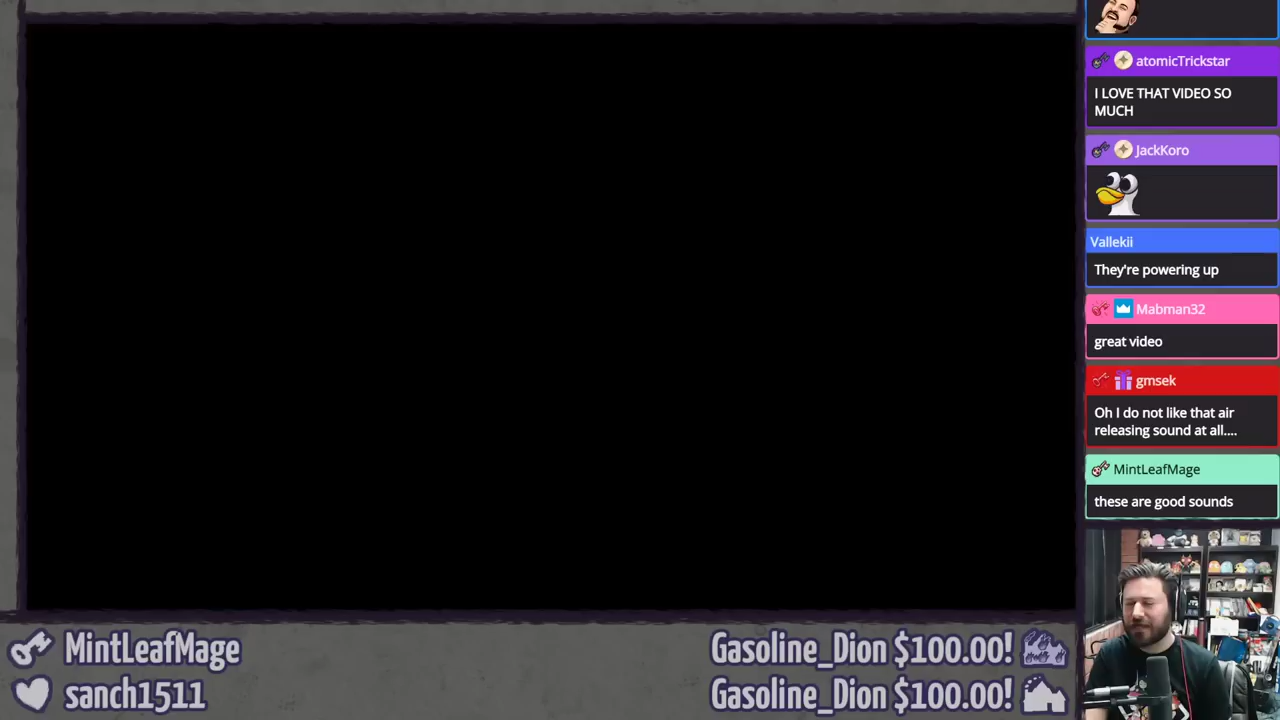 atomicTrickstar
I LOVE THAT VIDEO SO
MUCH
JackKoro
Vallekii
They're powering up
Mabman32
great video
gmsek
Oh I do not like that air
releasing sound at all....
MintLeafMage
these are good sounds
MintLeafMage
sanch1511
Gasoline_Dion $100.00!
Gasoline_Dion $100.00!